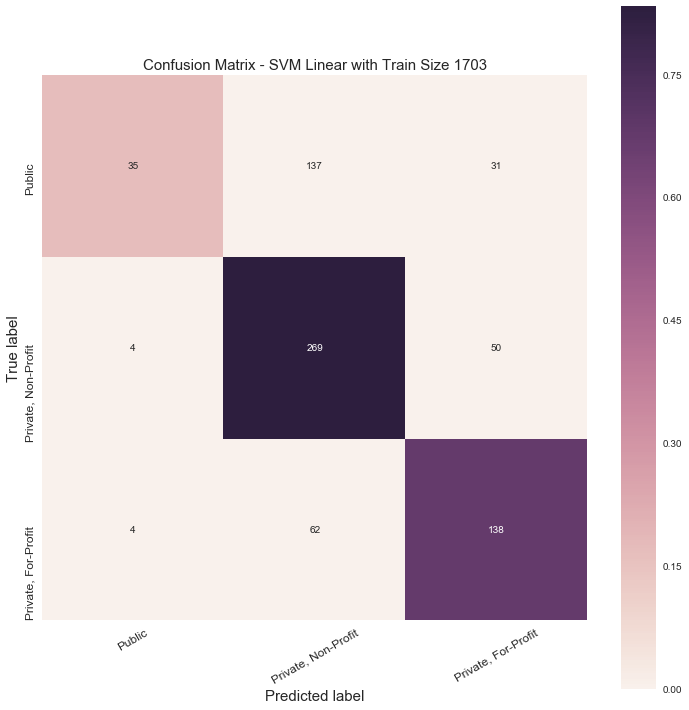 Confusion Matrix - SVM Linear with Train Size 1703
0.75
0.60
0.45
0.30
0.15
0.00
True label
Public
35 137 31
Private, Non-Profit
4 269 50
Private, For-Profit
4 62 138
Public
Private, Non-Profit
Private, For-Profit
Predicted label